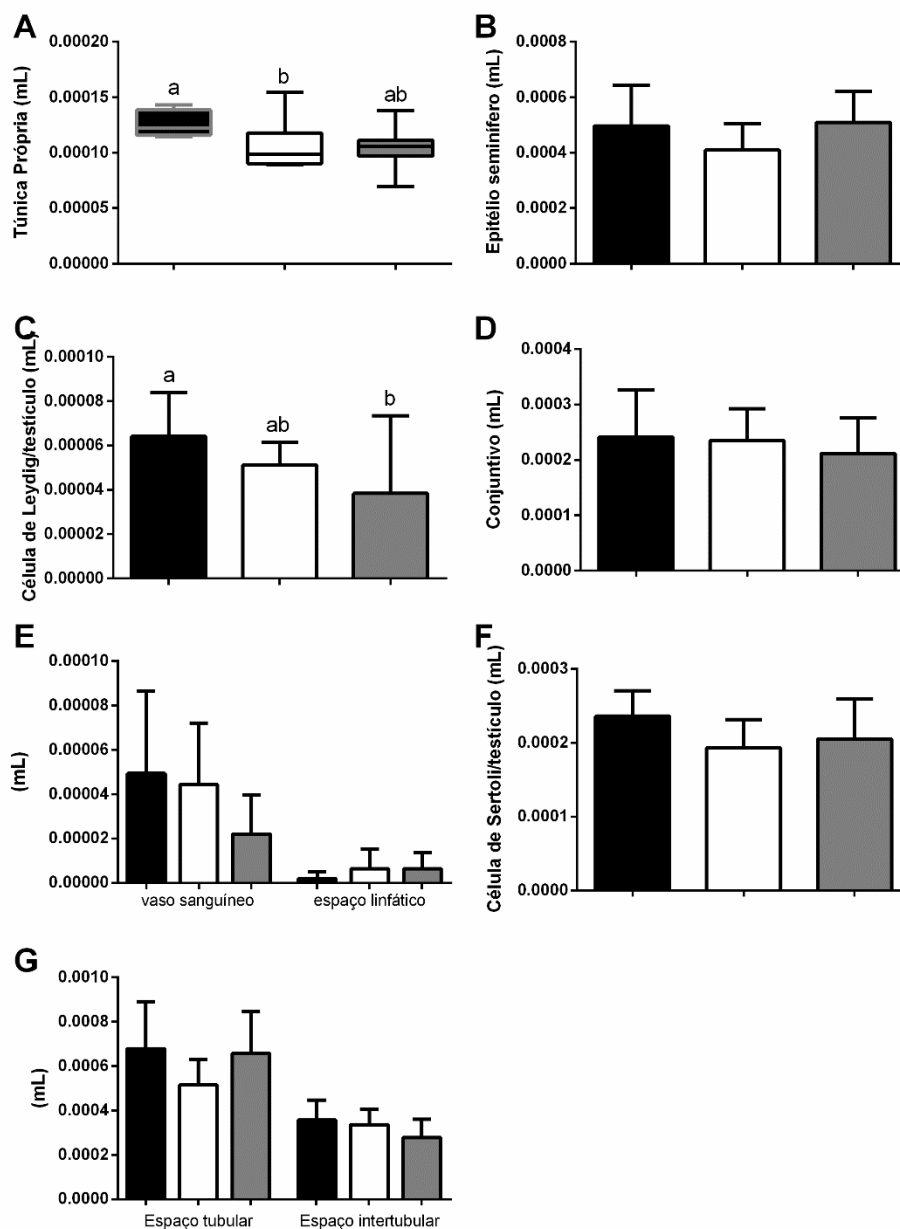 A
Túnica Própria (mL)
0.00020
0.00015
0.00010
0.00005
0.00000
a
b
ab
B
Epitélio seminífero (mL)
0.0008
0.0006
0.0004
0.0002
0.0000
C
Célula de Leydig/testículo (mL)
0.00010
0.00008
0.00006
0.00004
0.00002
0.00000
a
ab
b
D
Conjuntivo (mL)
0.0004
0.0003
0.0002
0.0001
0.0000
E
(mL)
0.00010
0.00008
0.00006
0.00004
0.00002
0.00000
vaso sanguíneo
espaço linfático
F
Célula de Sertoli/testículo (mL)
0.0003
0.0002
0.0001
0.0000
G
(mL)
0.0010
0.0008
0.0006
0.0004
0.0002
0.0000
Espaço tubular
Espaço intertubular